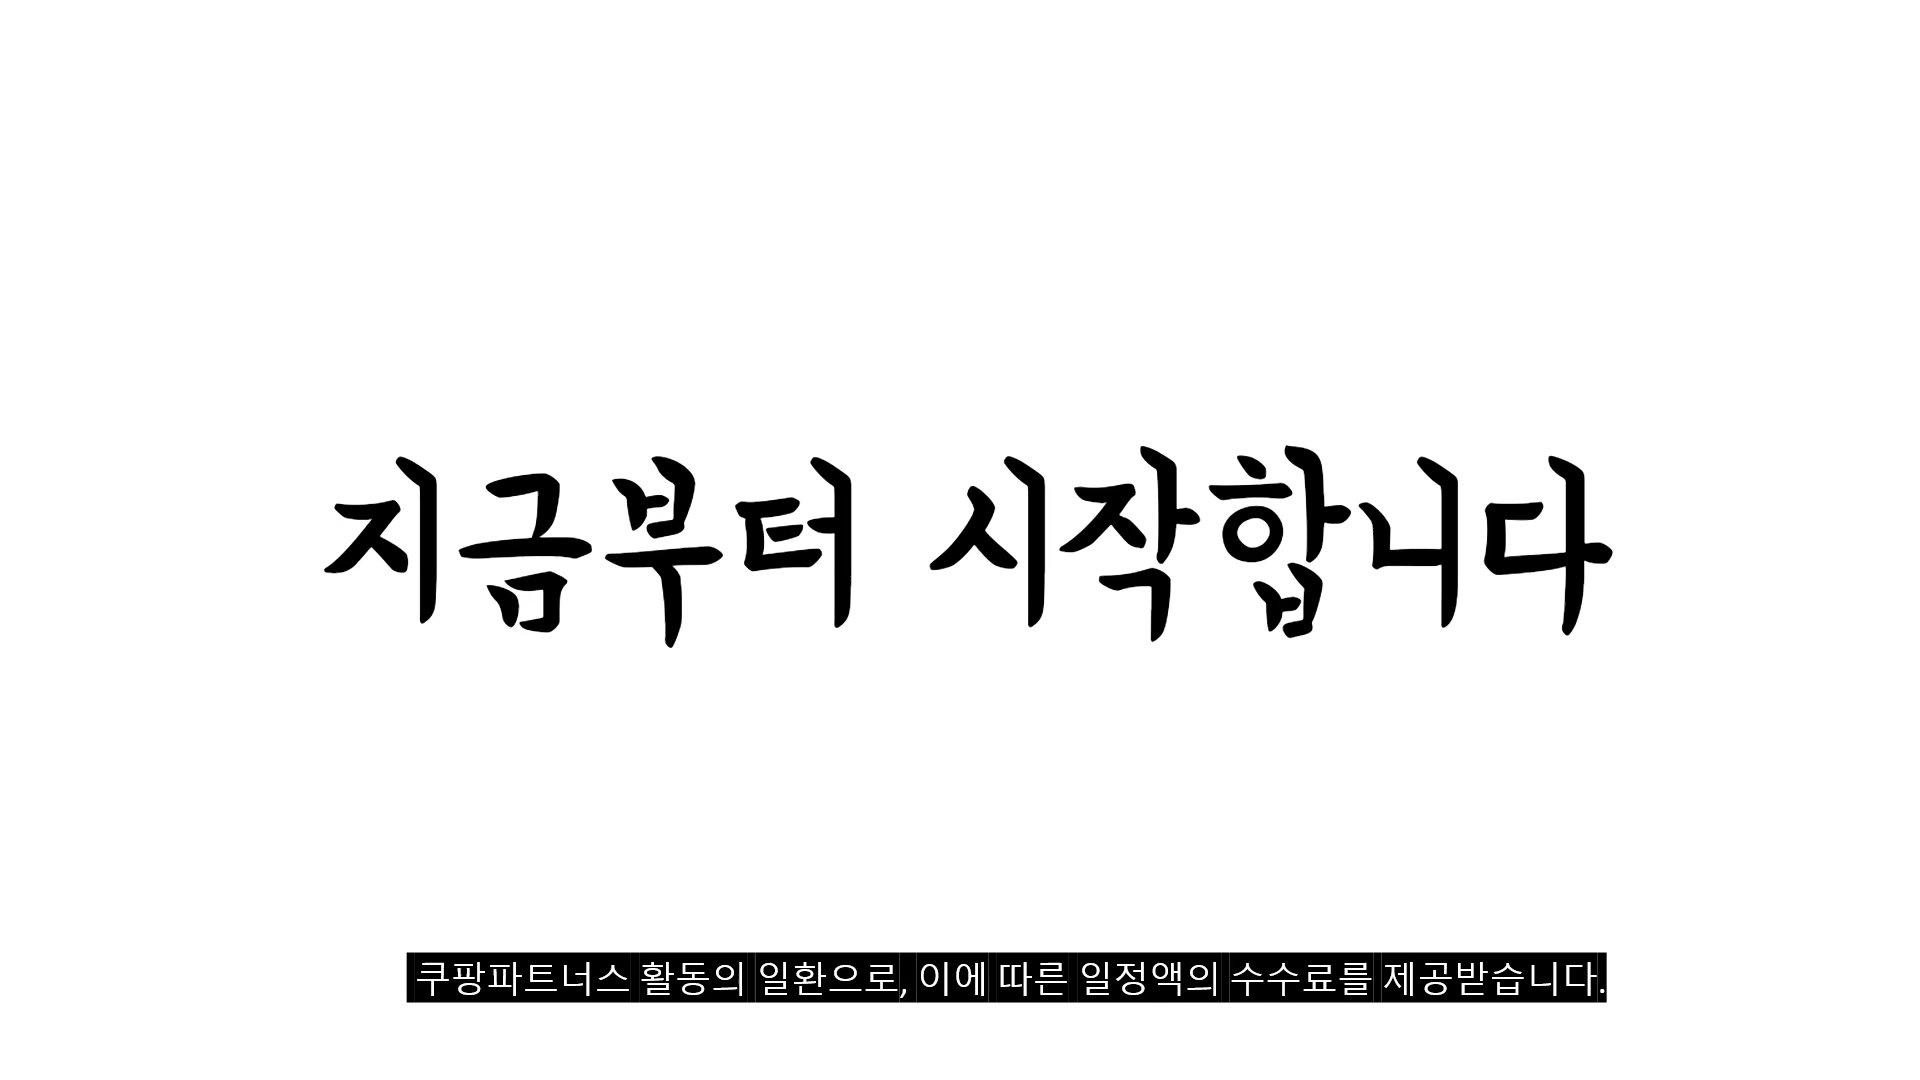 지금부터 시작합니다
쿠팡파트너스 활동의 일환으로, 이에 따른 일정액의 수수료를 제공받습니다.